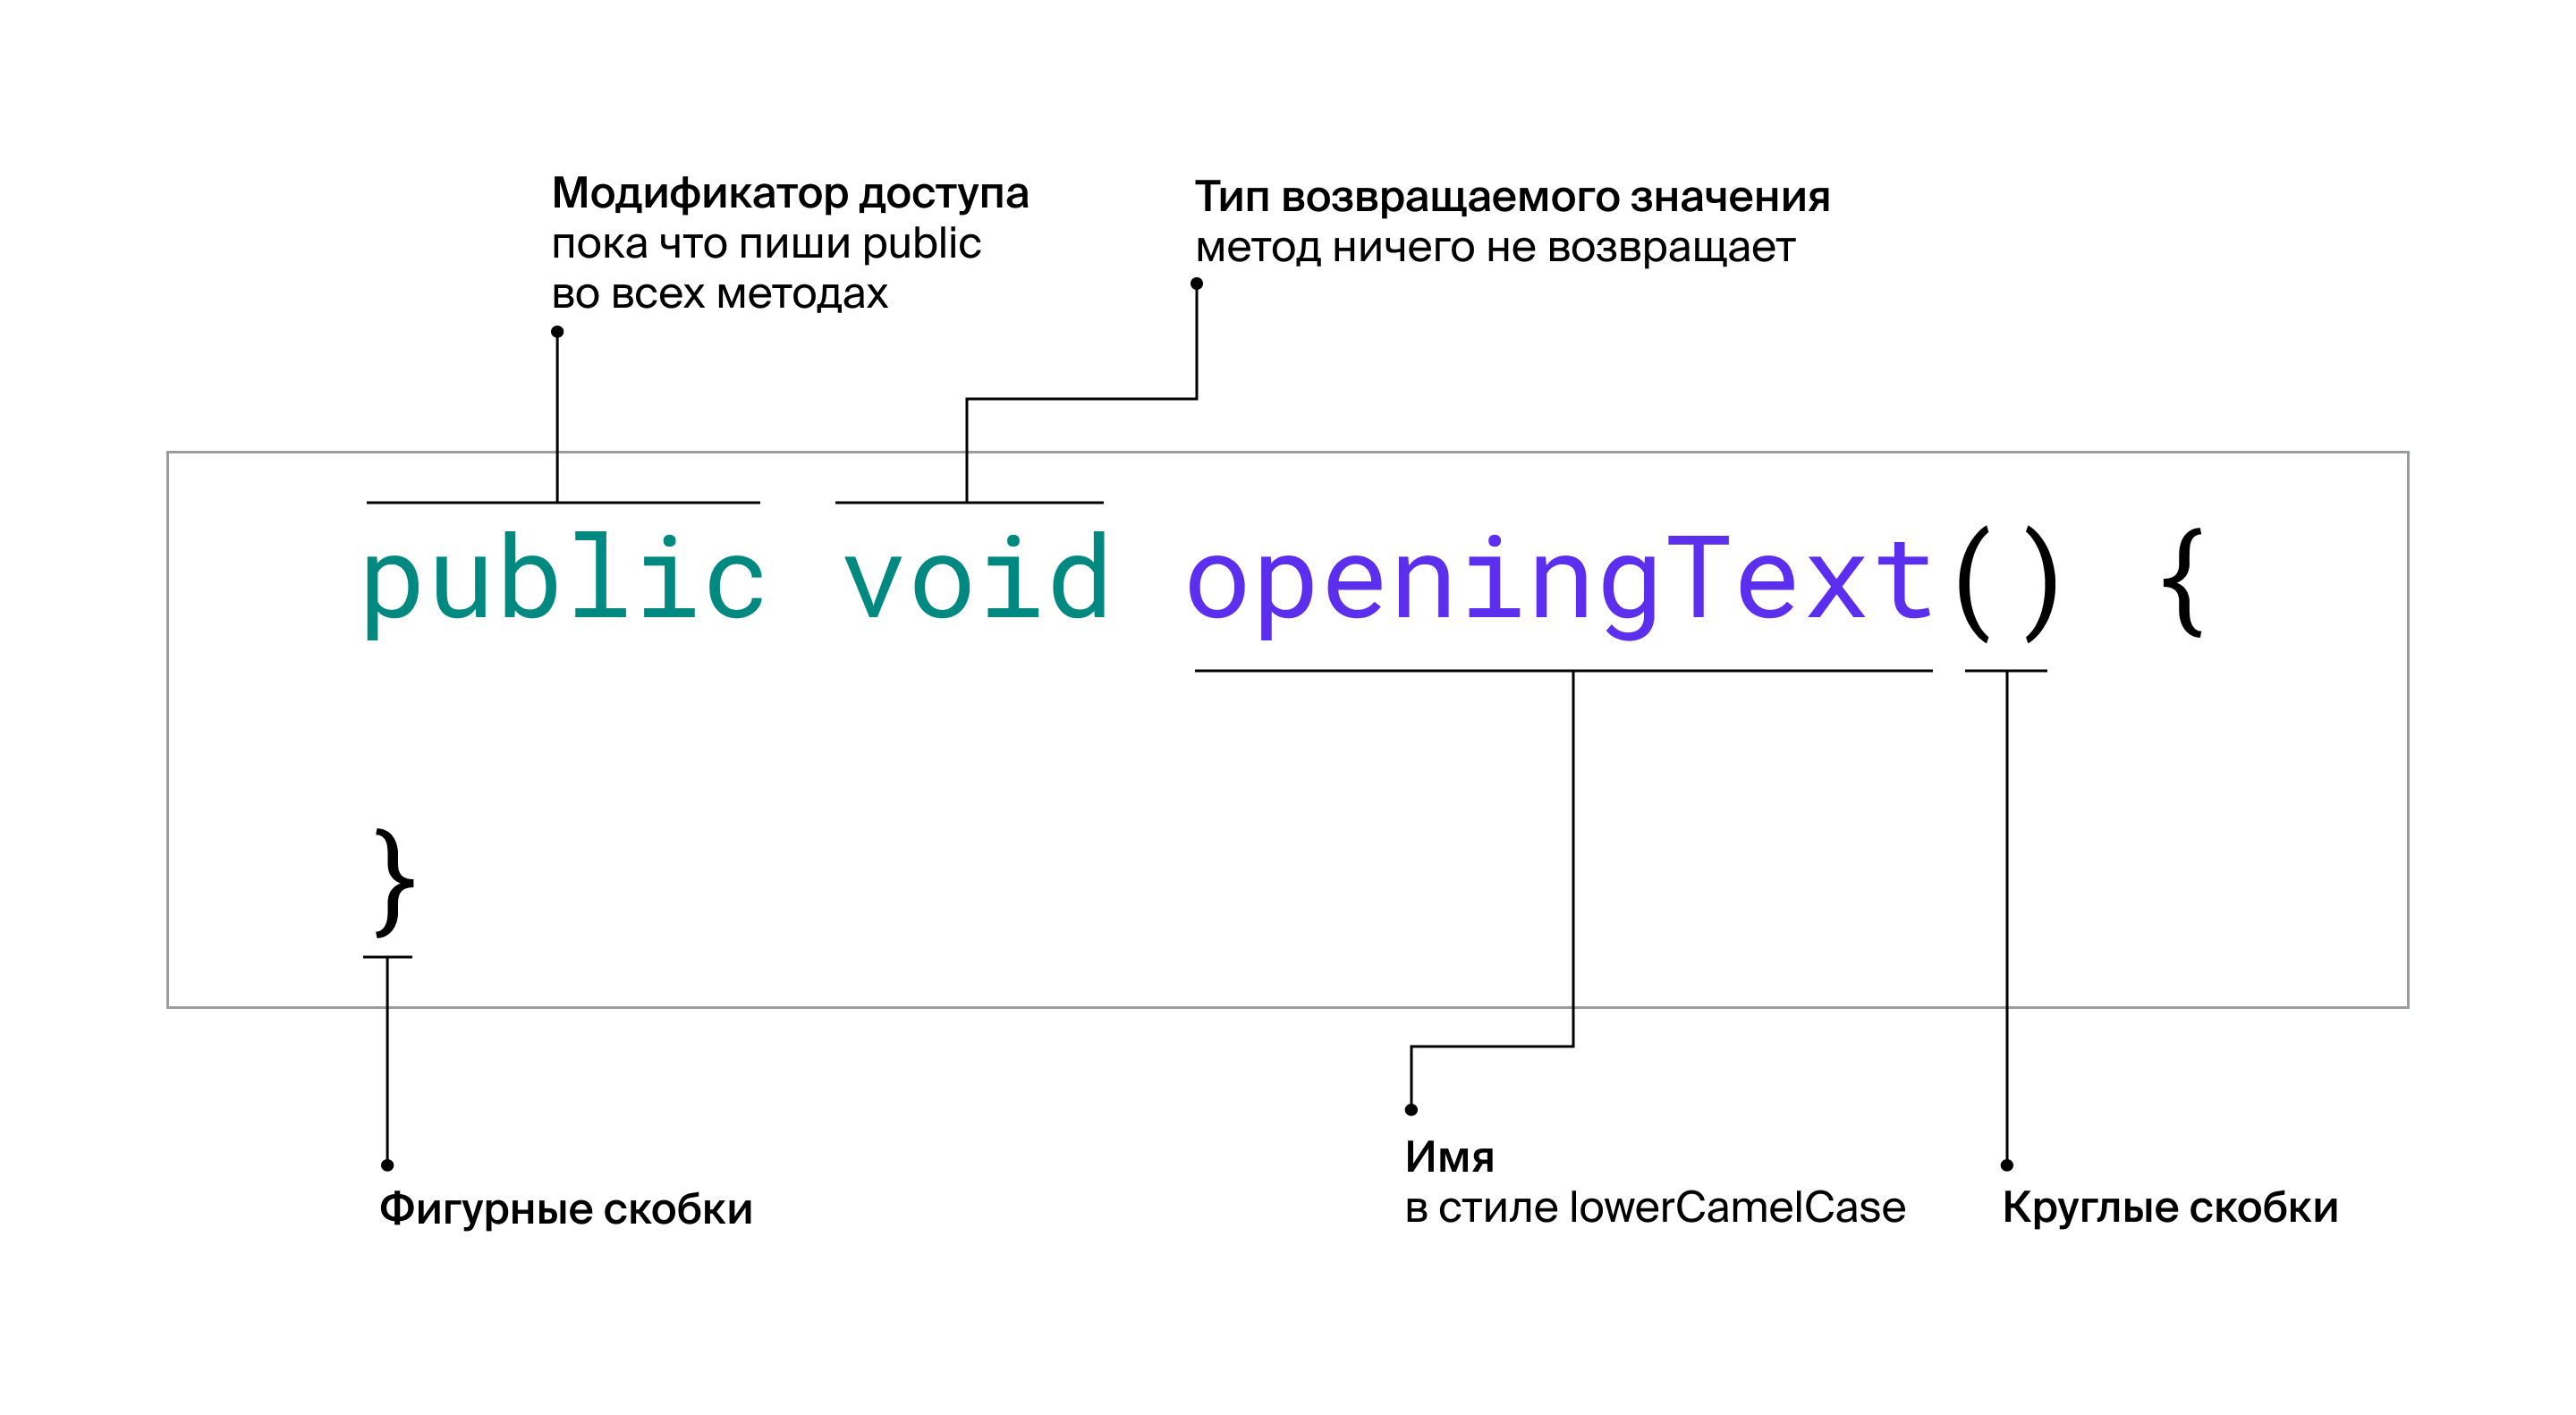 Модификатор доступа
пока что пиши public
во всех методах
Тип возвращаемого значения
метод ничего не возвращает
public void openingText() {
}
Фигурные скобки
Имя
в стиле lowerCamelCase
Круглые скобки